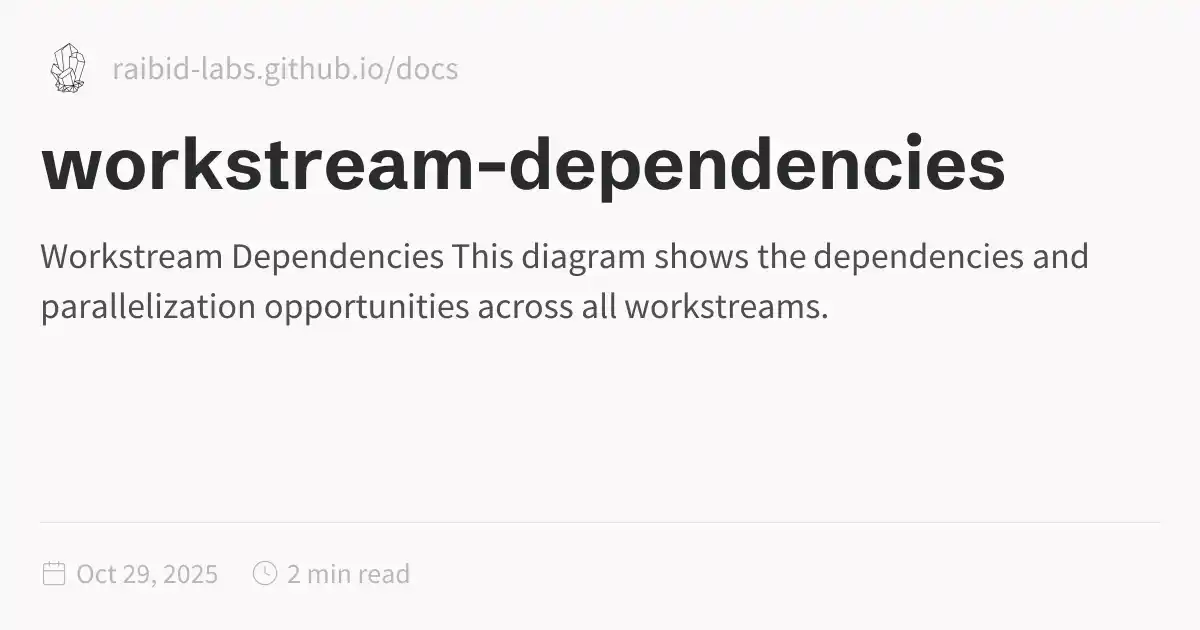 raibid-labs.github.io/docs
workstream-dependencies
Workstream Dependencies This diagram shows the dependencies and
parallelization opportunities across all workstreams.
Oct 29, 2025 2 min read